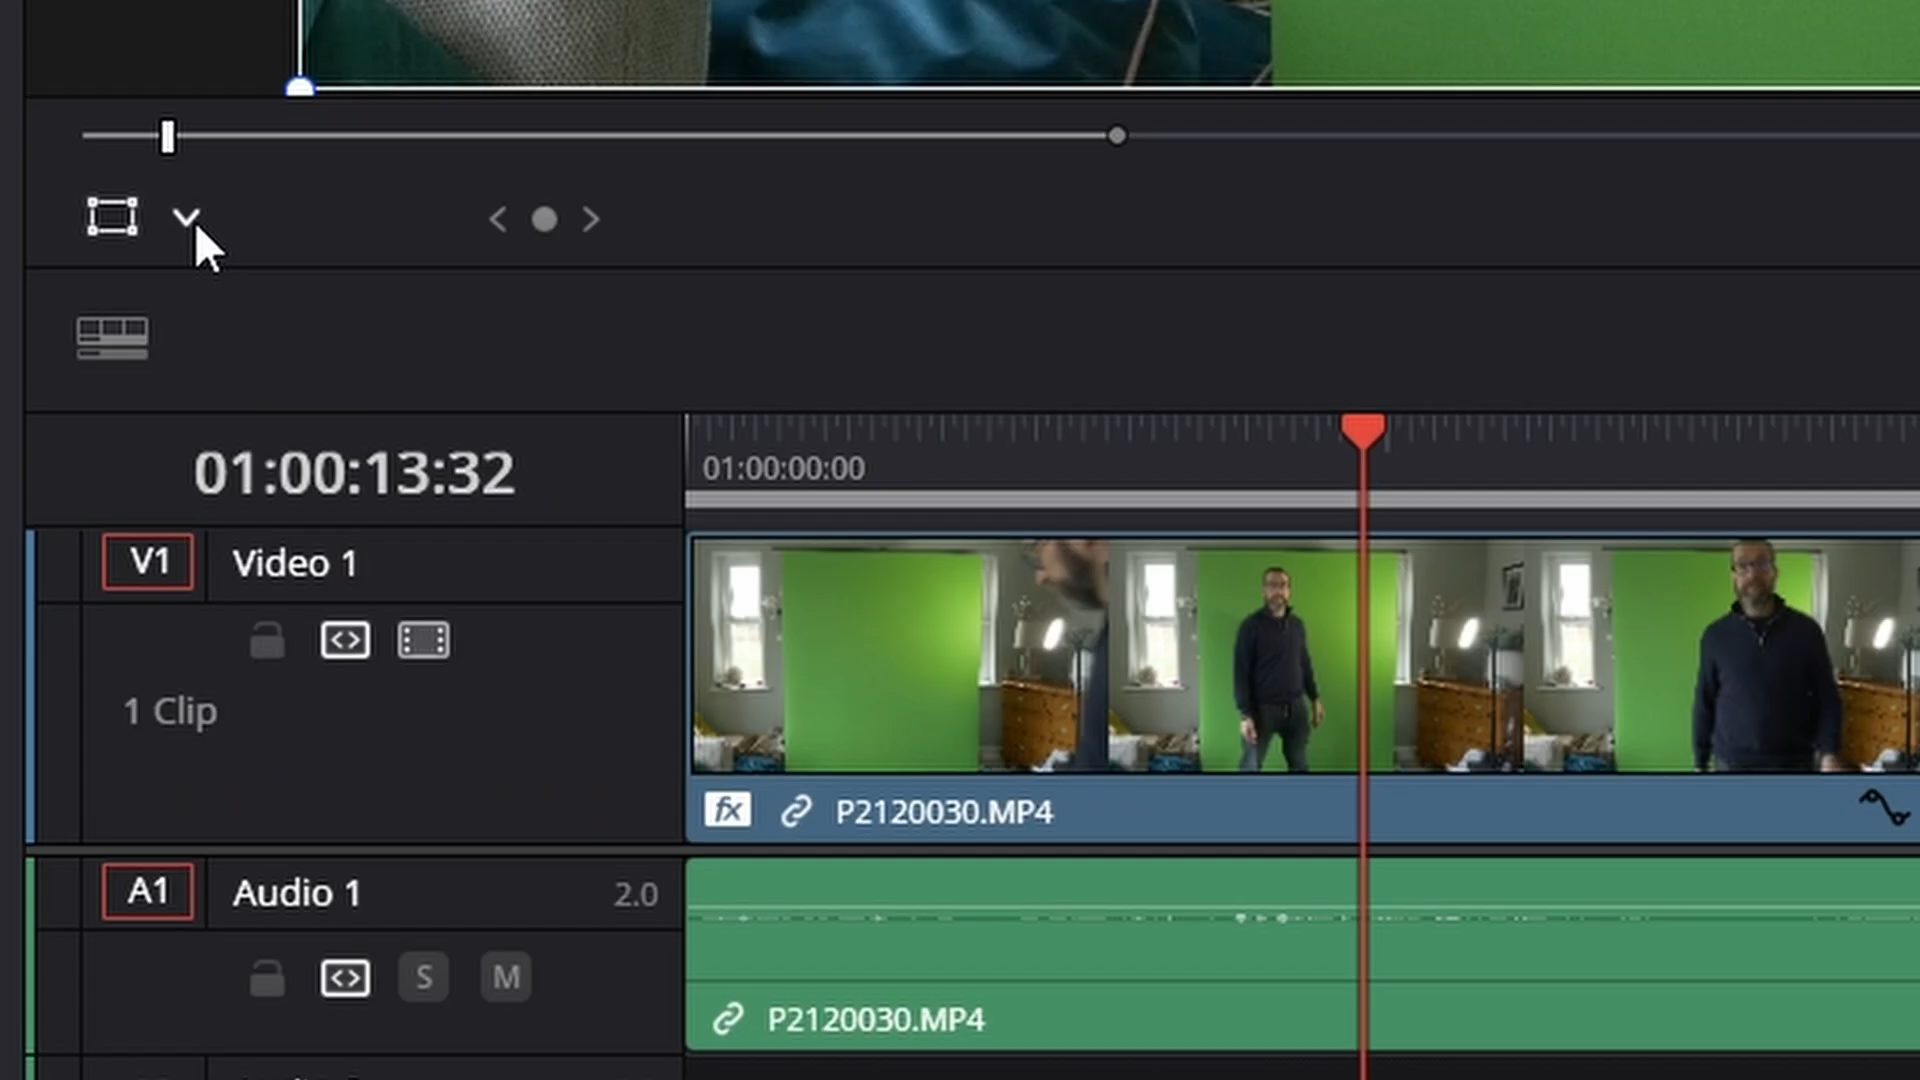 01:00:13:32
01:00:00:00
V1 Video 1
1 Clip
fx P2120030.MP4
A1 Audio 1 2.0
S M
P2120030.MP4